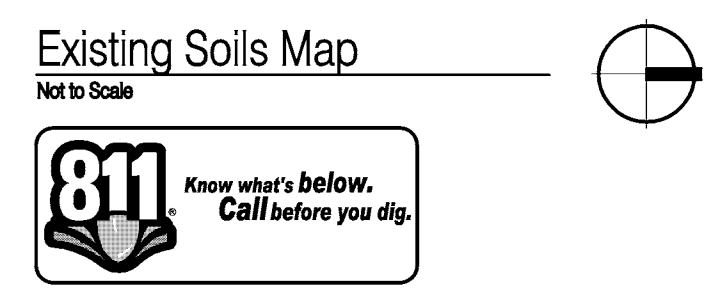 Existing Soils Map
Not to Scale
811®
Know what's below.
Call before you dig.